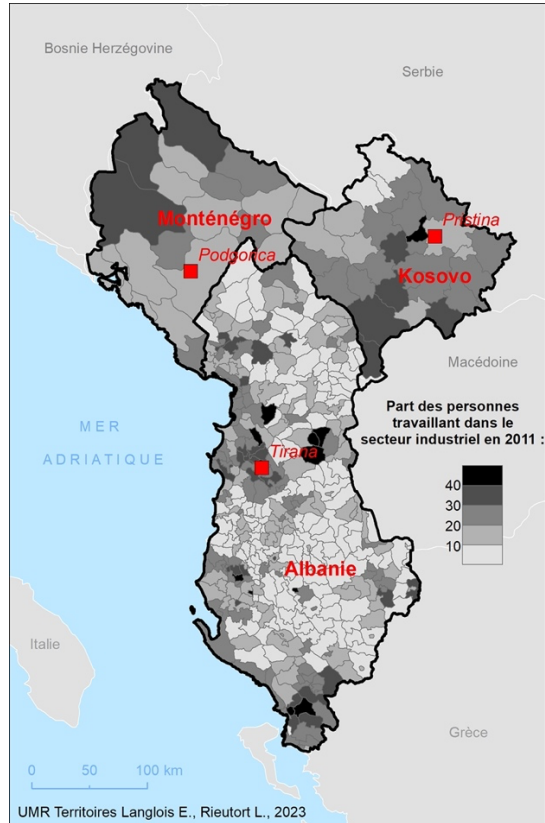 Bosnie Herzégovine
Serbie
Monténégro
Pristina
Podgorica
Kosovo
Macédoine
Part des personnes
travaillant dans le
secteur industriel en 2011 :
MER
ADRIATIQUE
Tirana
40
30
20
10
Albanie
Italie
Grèce
0 50 100 km
UMR Territoires Langlois E., Rieutort L., 2023